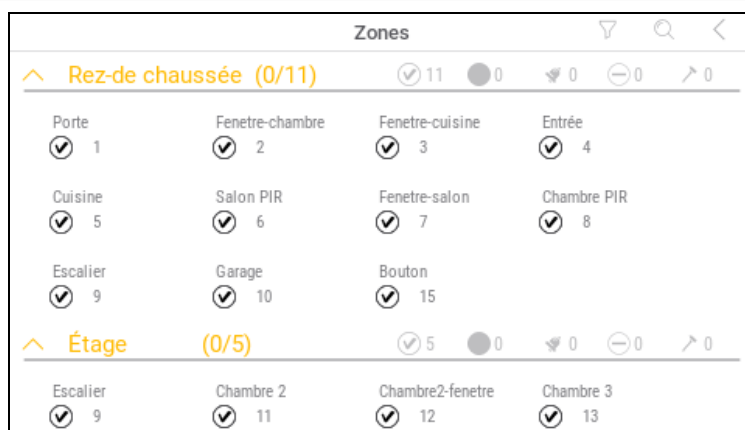 Zones
Rez-de chaussée (0/11) 11 0 0 0 0
Porte Fenetre-chambre Fenetre-cuisine Entrée
1 2 3 4
Cuisine Salon PIR Fenetre-salon Chambre PIR
5 6 7 8
Escalier Garage Bouton
9 10 15
Étage (0/5) 5 0 0 0 0
Escalier Chambre 2 Chambre2-fenetre Chambre 3
9 11 12 13